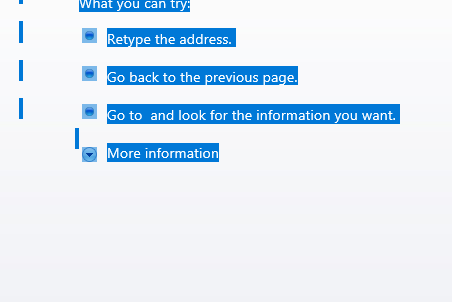 What you can try:
Retype the address.
Go back to the previous page.
Go to  and look for the information you want.
More information